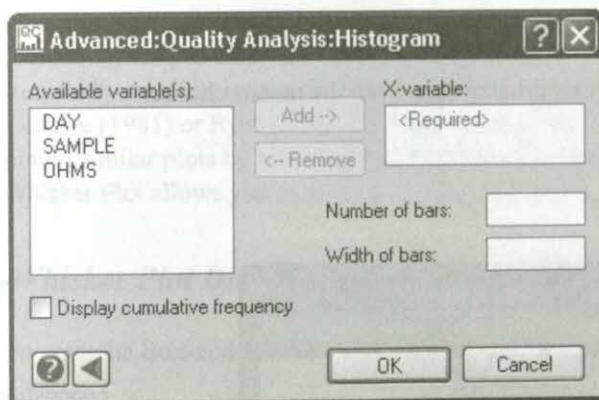 Advanced:Quality Analysis:Histogram
Available variable(s):
DAY
SAMPLE
OHMS
Add -->
<-- Remove
X-variable:
<Required>
Number of bars:
Width of bars:
Display cumulative frequency
OK
Cancel